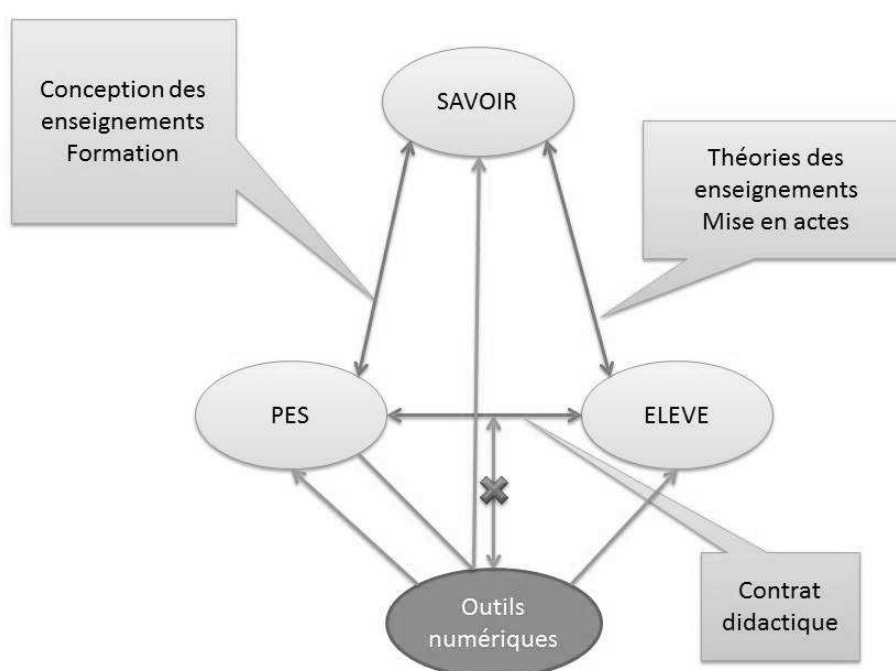 Conception des
enseignements
Formation
SAVOIR
Théories des
enseignements
Mise en actes
PES
ELEVE
Outils
numériques
Contrat
didactique